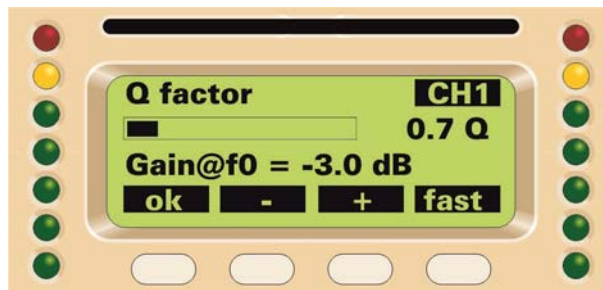 Q factor CH1
0.7 Q
Gain@f0 = -3.0 dB
ok - + fast